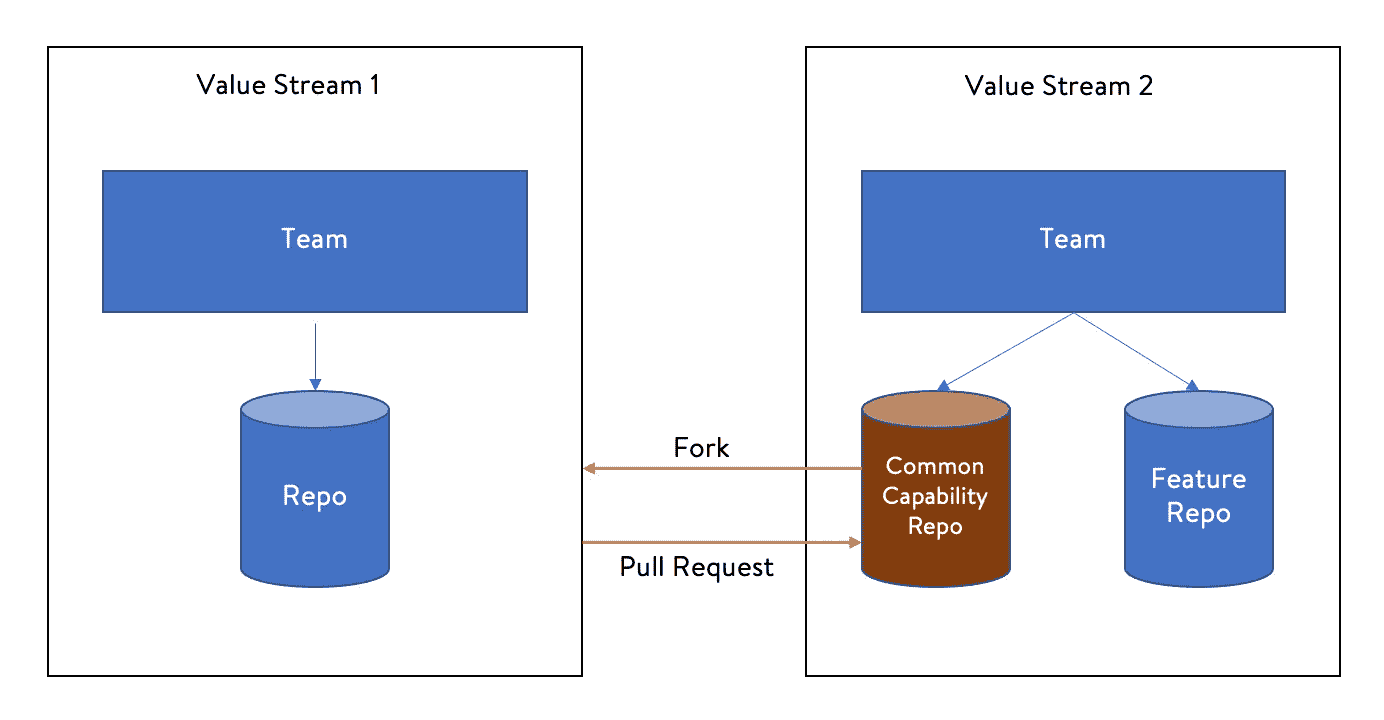 Value Stream 1
Value Stream 2
Team
Team
Fork
Repo
Pull Request
Common
Capability
Repo
Feature
Repo